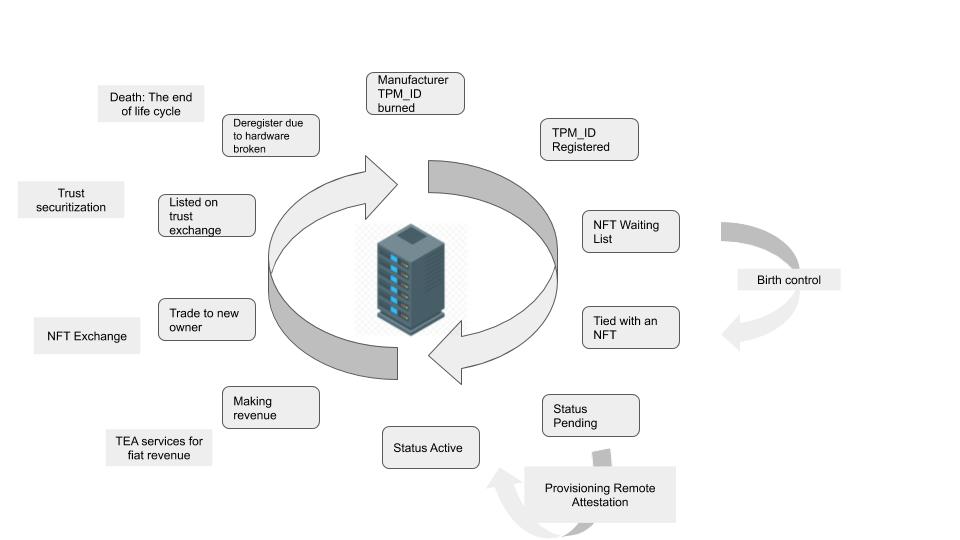 Manufacturer
TPM_ID
burned
TPM_ID
Registered
NFT Waiting
List
Birth control
Tied with an
NFT
Status
Pending
Provisioning Remote
Attestation
Status Active
Making
revenue
TEA services for
fiat revenue
Trade to new
owner
NFT Exchange
Listed on
trust
exchange
Trust
securitization
Deregister due
to hardware
broken
Death: The end
of life cycle